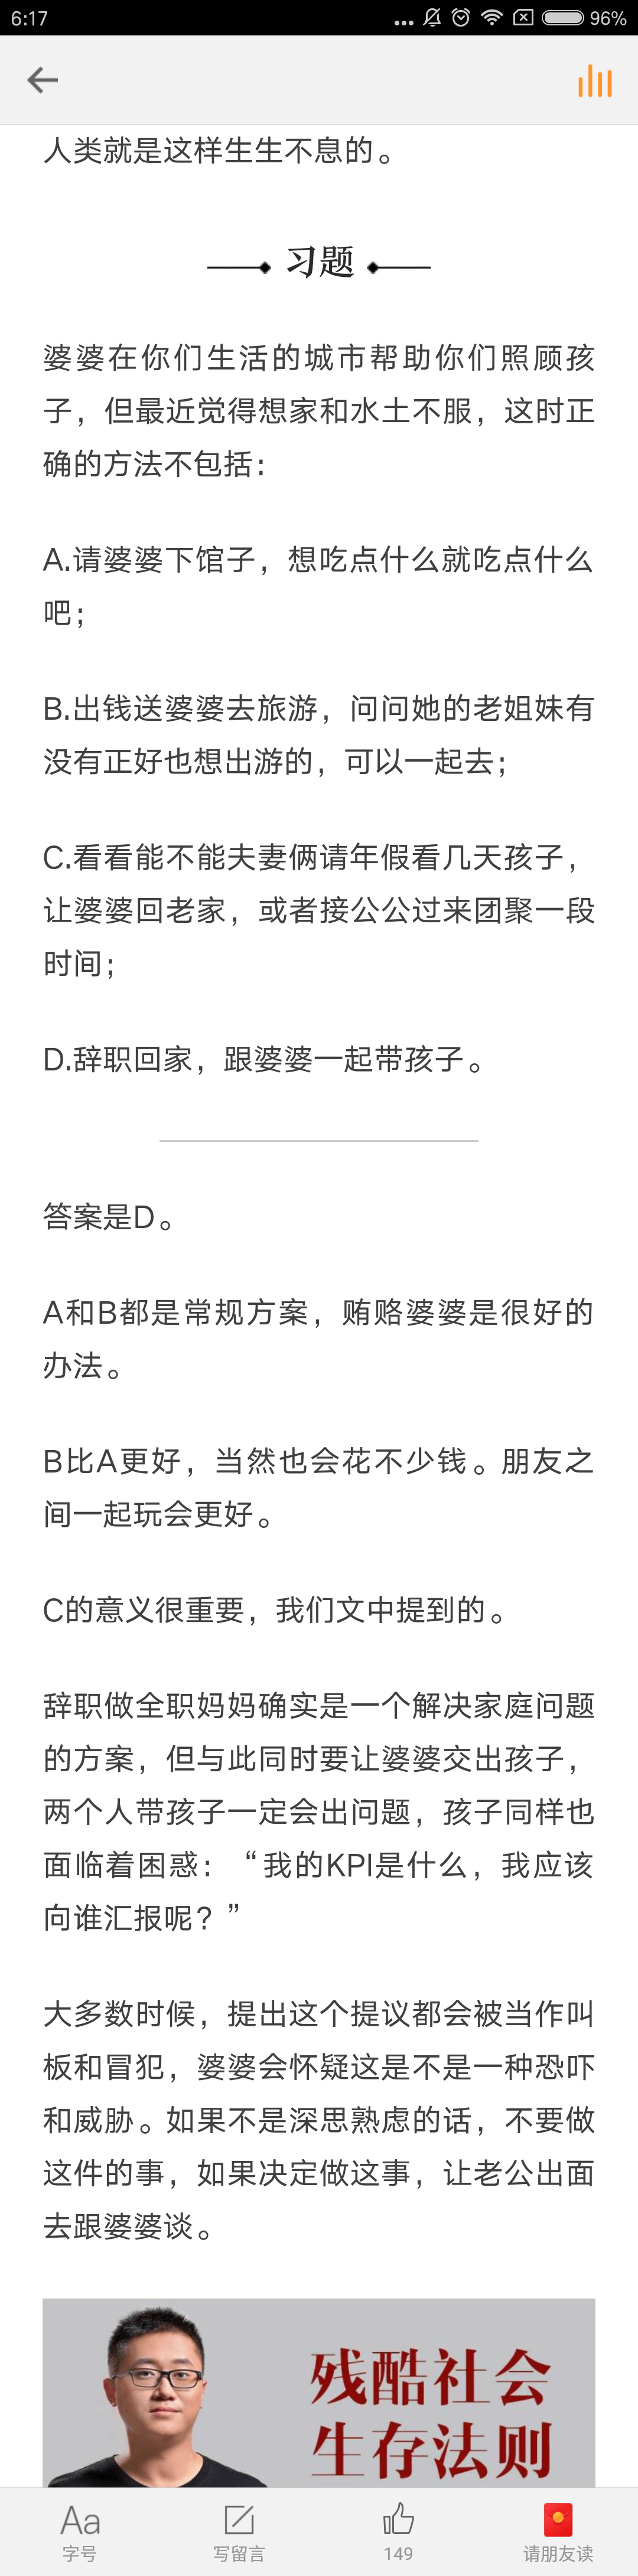 6:17
96%
人类就是这样生生不息的。
习题
婆婆在你们生活的城市帮助你们照顾孩
子，但最近觉得想家和水土不服，这时正
确的方法不包括：
A.请婆婆下馆子，想吃点什么就吃点什么
吧；
B.出钱送婆婆去旅游，问问她的老姐妹有
没有正好也想出游的，可以一起去；
C.看看能不能夫妻俩请年假看几天孩子，
让婆婆回老家，或者接公公过来团聚一段
时间；
D.辞职回家，跟婆婆一起带孩子。
答案是D。
A和B都是常规方案，贿赂婆婆是很好的
办法。
B比A更好，当然也会花不少钱。朋友之
间一起玩会更好。
C的意义很重要，我们文中提到的。
辞职做全职妈妈确实是一个解决家庭问题
的方案，但与此同时要让婆婆交出孩子，
两个人带孩子一定会出问题，孩子同样也
面临着困惑：“我的KPI是什么，我应该
向谁汇报呢？”
大多数时候，提出这个提议都会被当作叫
板和冒犯，婆婆会怀疑这是不是一种恐吓
和威胁。如果不是深思熟虑的话，不要做
这件的事，如果决定做这事，让老公出面
去跟婆婆谈。
残酷社会
生存法则
Aa
字号
写留言
149
请朋友读